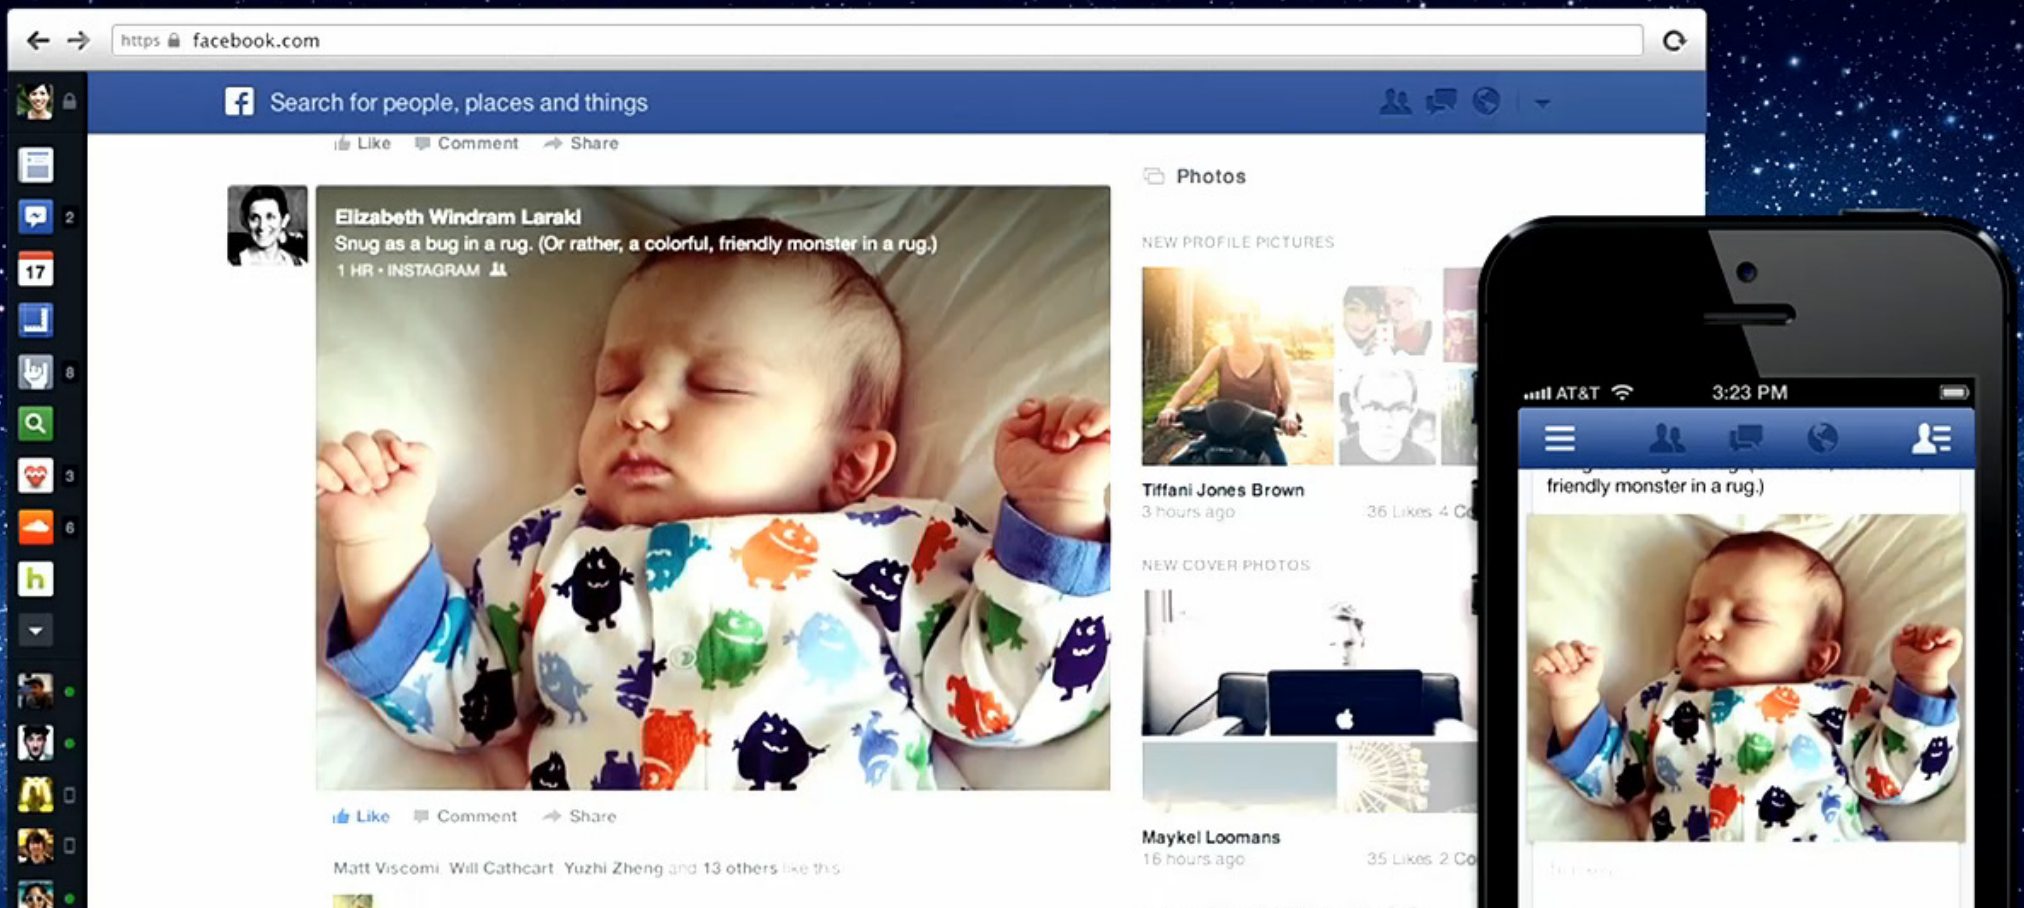 https facebook.com
f Search for people, places and things
Like Comment Share
Photos
Elizabeth Windram Laraki
Snug as a bug in a rug. (Or rather, a colorful, friendly monster in a rug.)
1 HR • INSTAGRAM
2
17
8
3
6
h
NEW PROFILE PICTURES
Tiffani Jones Brown
3 hours ago 36 Likes 4
NEW COVER PHOTOS
Maykel Loomans
16 hours ago 35 Likes 2
Like Comment Share
Matt Viscomi Will Cathcart Yuzhi Zheng and 13 others like this
AT&T 3:23 PM
friendly monster in a rug.)